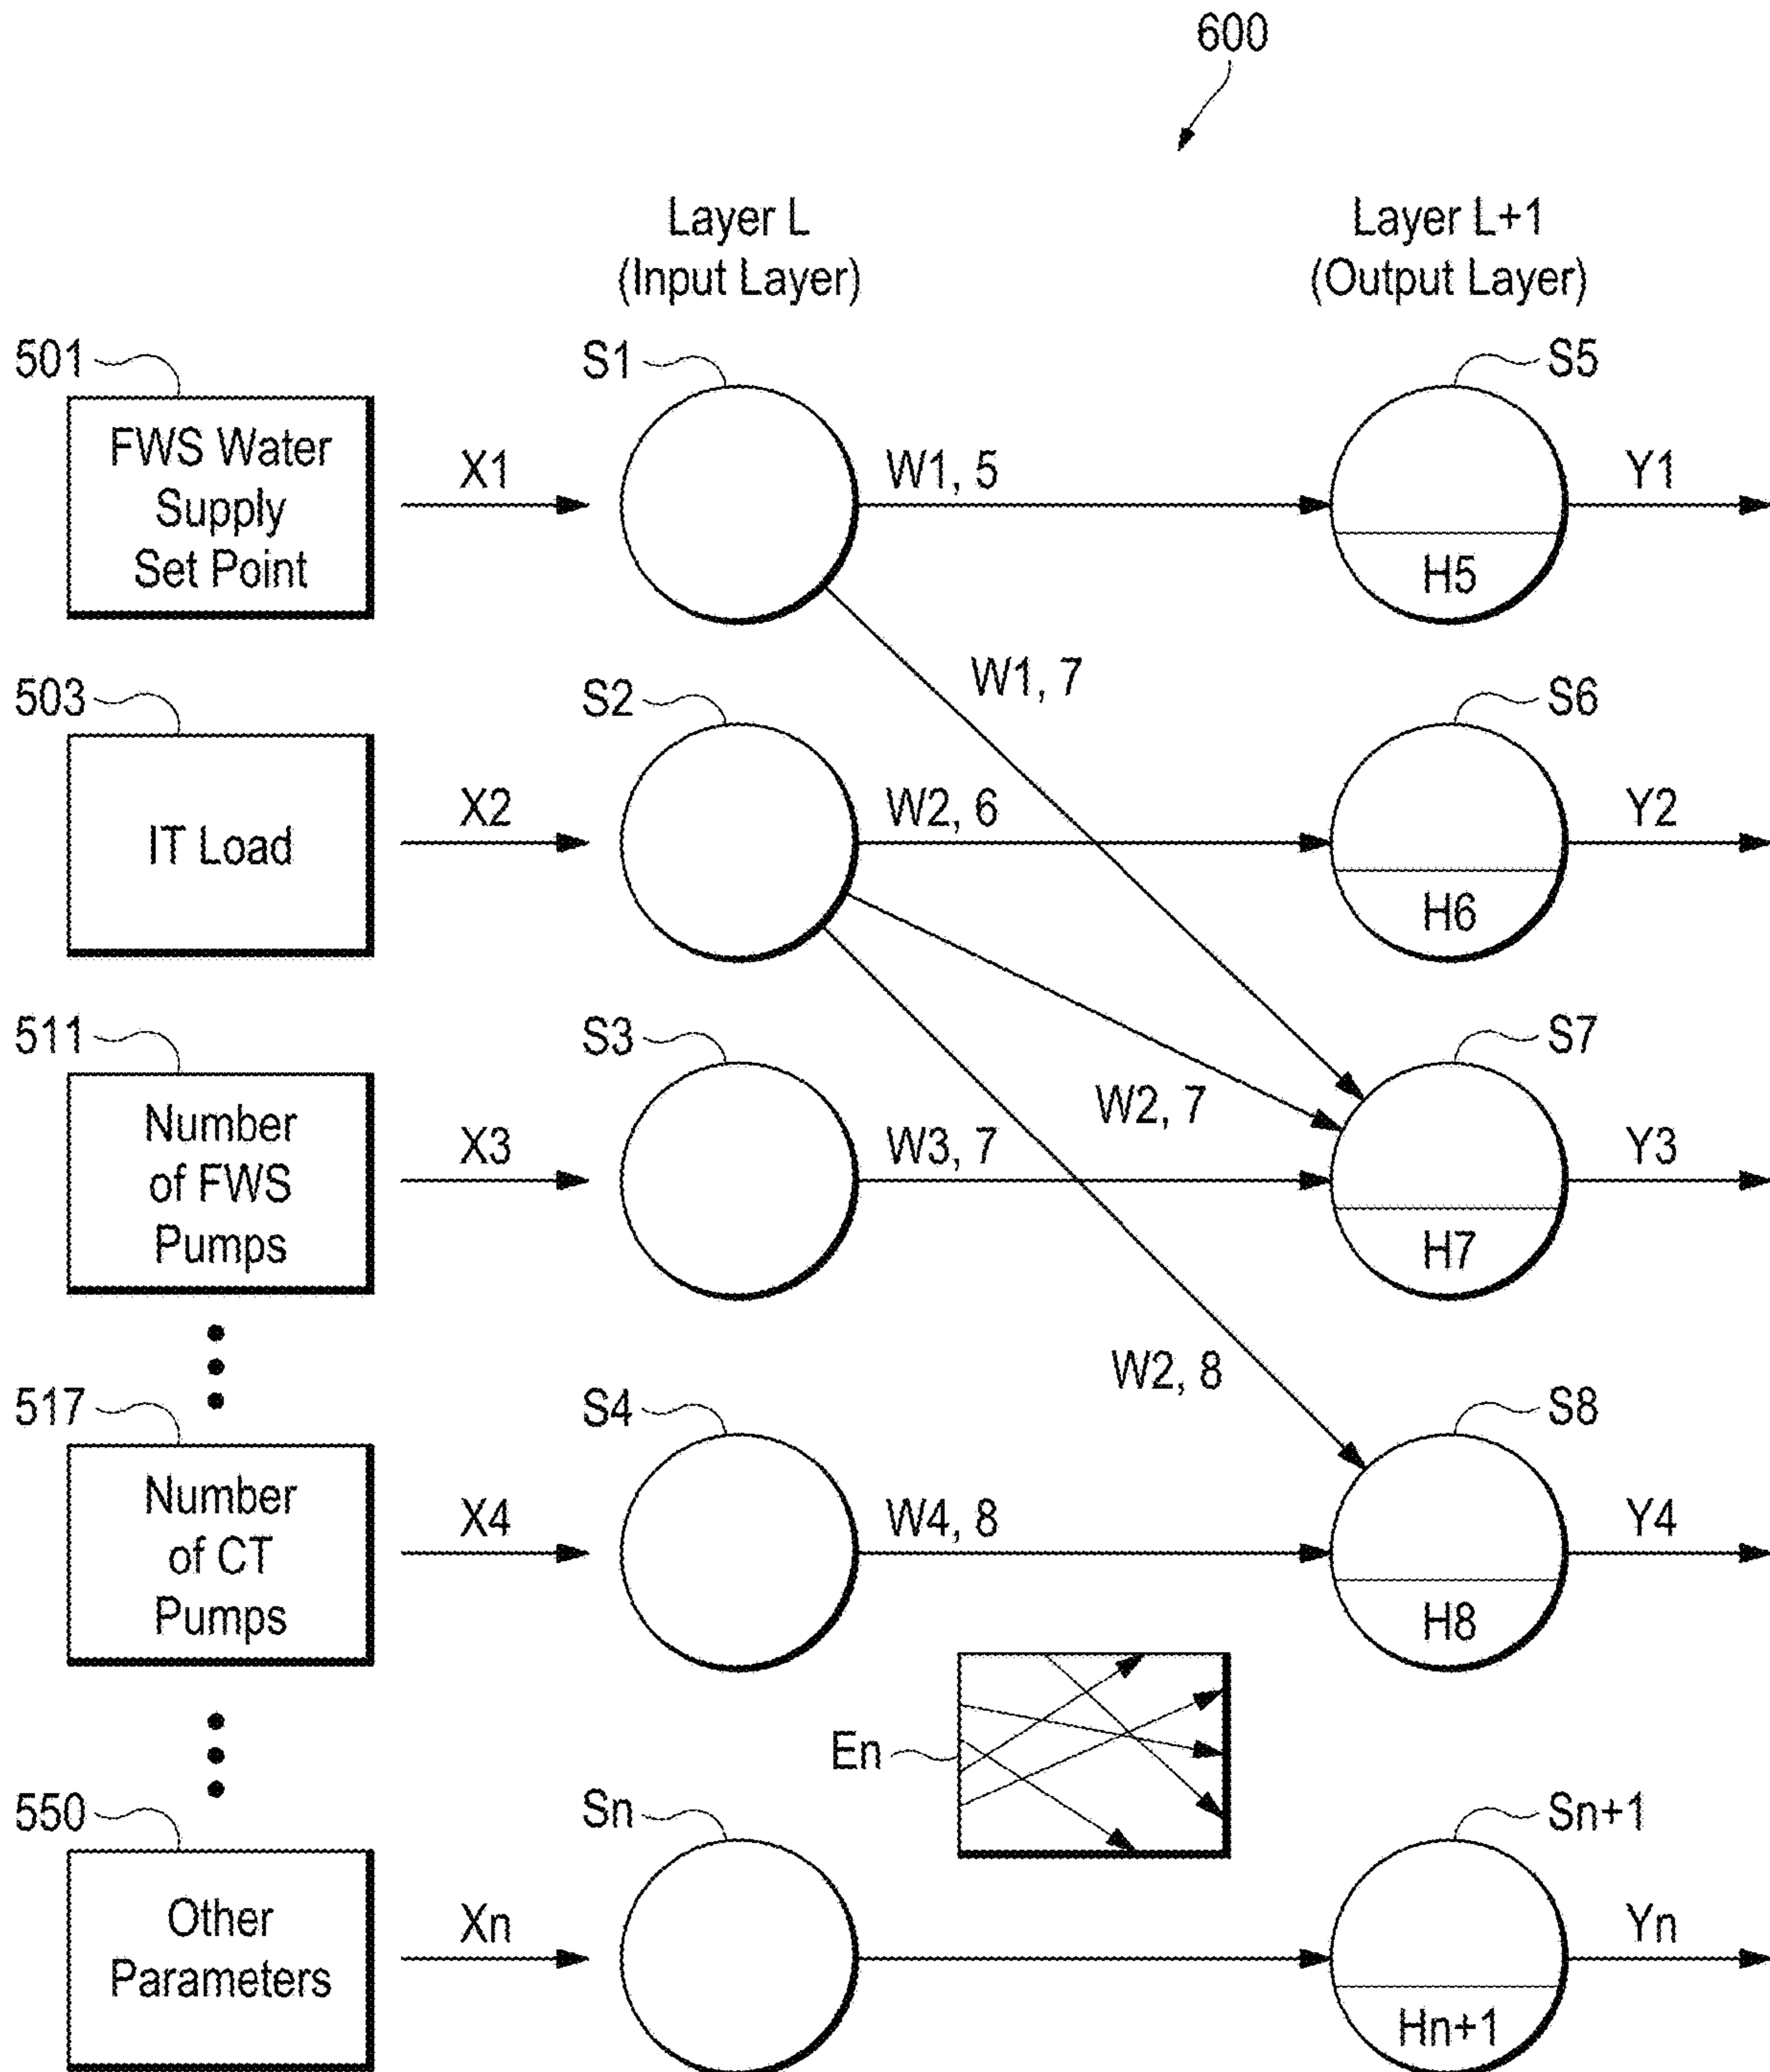 600
Layer L
(Input Layer)
Layer L+1
(Output Layer)
501
S1
S5
FWS Water
Supply
Set Point
X1
W1, 5
Y1
H5
W1, 7
503
S2
S6
IT Load
X2
W2, 6
Y2
H6
511
S3
S7
Number
of FWS
Pumps
X3
W2, 7
W3, 7
Y3
H7
W2, 8
517
S4
S8
Number
of CT
Pumps
X4
W4, 8
Y4
H8
En
550
Sn
Sn+1
Other
Parameters
Xn
Yn
Hn+1